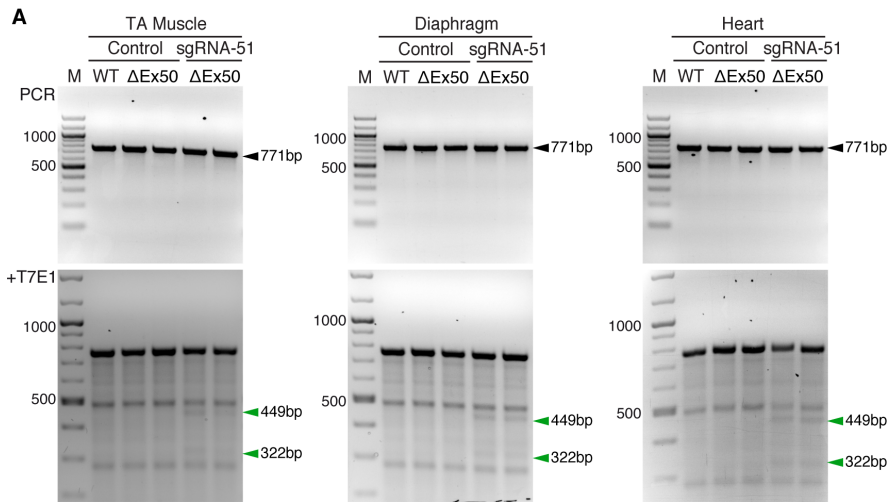 A
TA Muscle Diaphragm Heart
Control sgRNA-51 Control sgRNA-51 Control sgRNA-51
M WT ΔEx50 ΔEx50 M WT ΔEx50 ΔEx50 M WT ΔEx50 ΔEx50
PCR
1000 1000 1000
771bp 771bp 771bp
500 500 500
+T7E1
1000 1000 1000
500 500 500
449bp 449bp 449bp
322bp 322bp 322bp